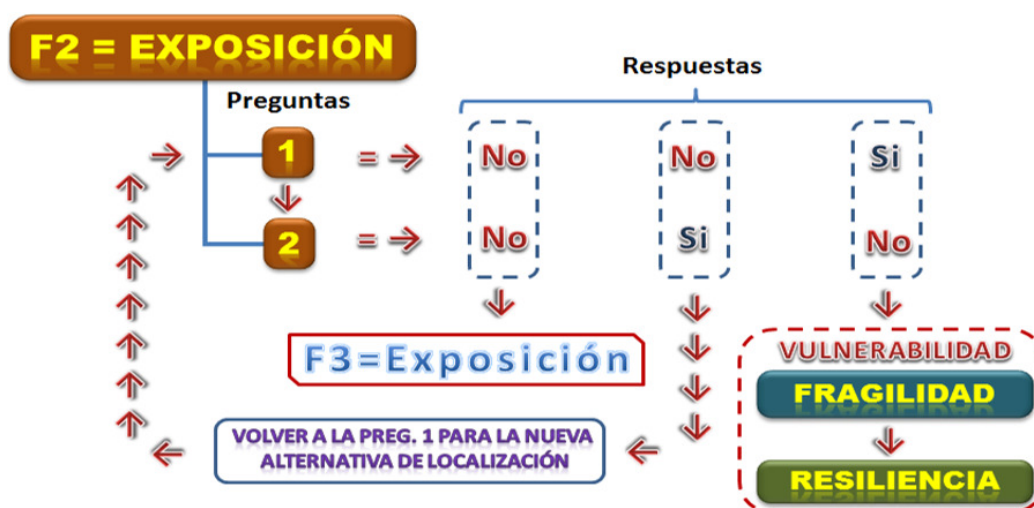 F2 = EXPOSICIÓN
Preguntas
Respuestas
1 = No No Si
2 = No Si No
F3=Exposición
VULNERABILIDAD
FRAGILIDAD
RESILIENCIA
VOLVER A LA PREG. 1 PARA LA NUEVA
ALTERNATIVA DE LOCALIZACIÓN